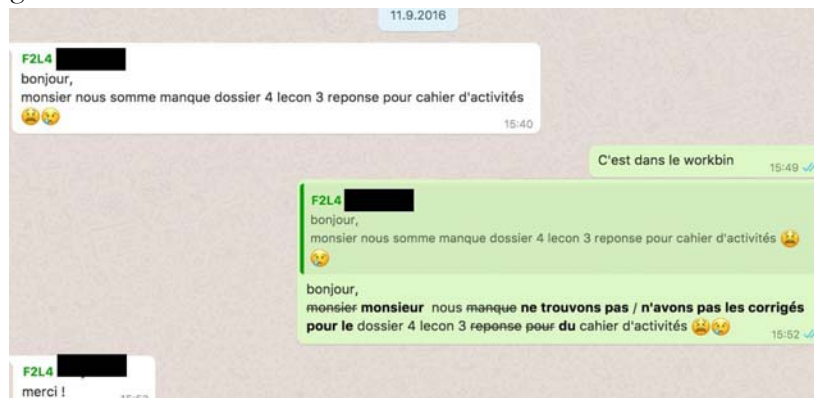 11.9.2016
F2L4
bonjour,
monsier nous somme manque dossier 4 lecon 3 reponse pour cahier d'activités
😫😢
15:40
C'est dans le workbin
15:49
F2L4
bonjour,
monsier nous somme manque dossier 4 lecon 3 reponse pour cahier d'activités 😫
😢
bonjour,
monsier monsieur nous manque ne trouvons pas / n'avons pas les corrigés
pour le dossier 4 lecon 3 reponse pour du cahier d'activités 😫😢
15:52
F2L4
merci !